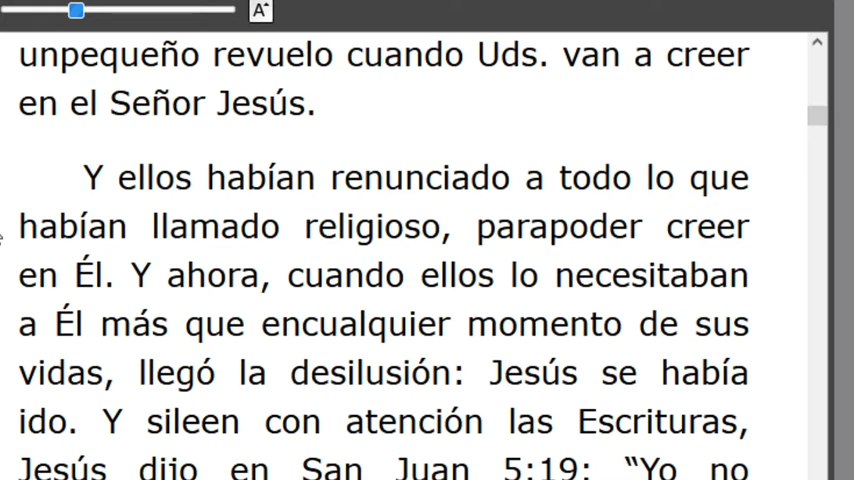 A
unpequeño revuelo cuando Uds. van a creer
en el Señor Jesús.
Y ellos habían renunciado a todo lo que
habían llamado religioso, parapoder creer
en Él. Y ahora, cuando ellos lo necesitaban
a Él más que encualquier momento de sus
vidas, llegó la desilusión: Jesús se había
ido. Y sileen con atención las Escrituras,
Jesús dijo en San Juan 5:19: “Yo no